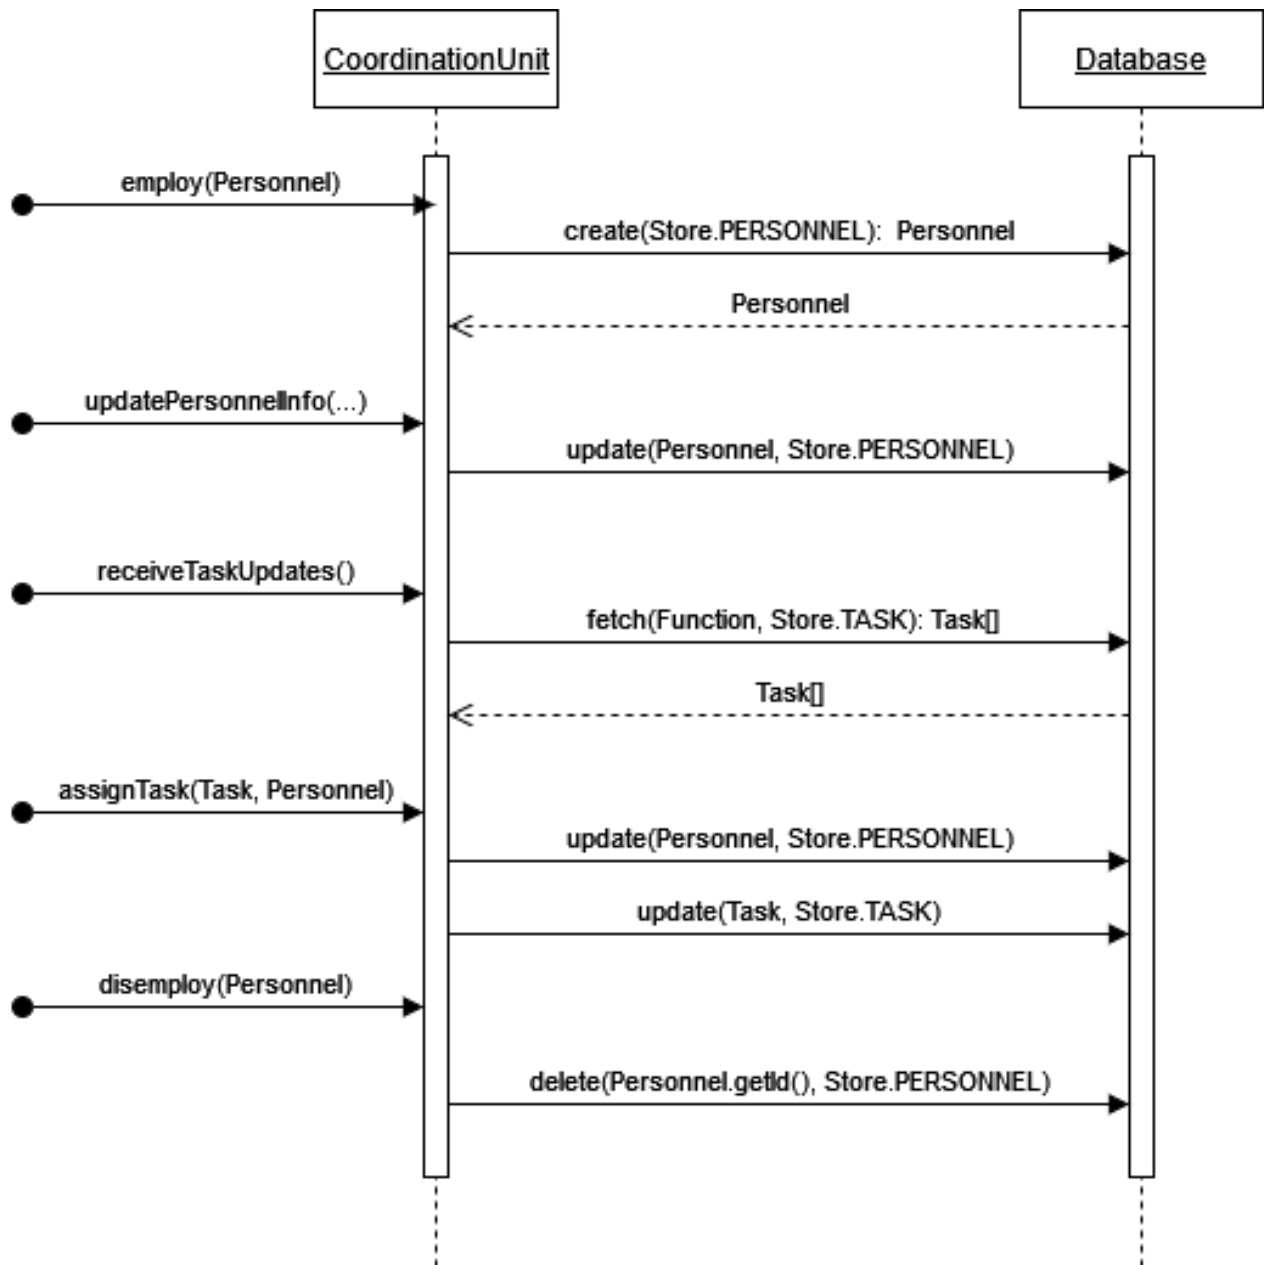 CoordinationUnit
Database
employ(Personnel)
create(Store.PERSONNEL): Personnel
Personnel
updatePersonnelInfo(...)
update(Personnel, Store.PERSONNEL)
receiveTaskUpdates()
fetch(Function, Store.TASK): Task[]
Task[]
assignTask(Task, Personnel)
update(Personnel, Store.PERSONNEL)
update(Task, Store.TASK)
disemploy(Personnel)
delete(Personnel.getId(), Store.PERSONNEL)